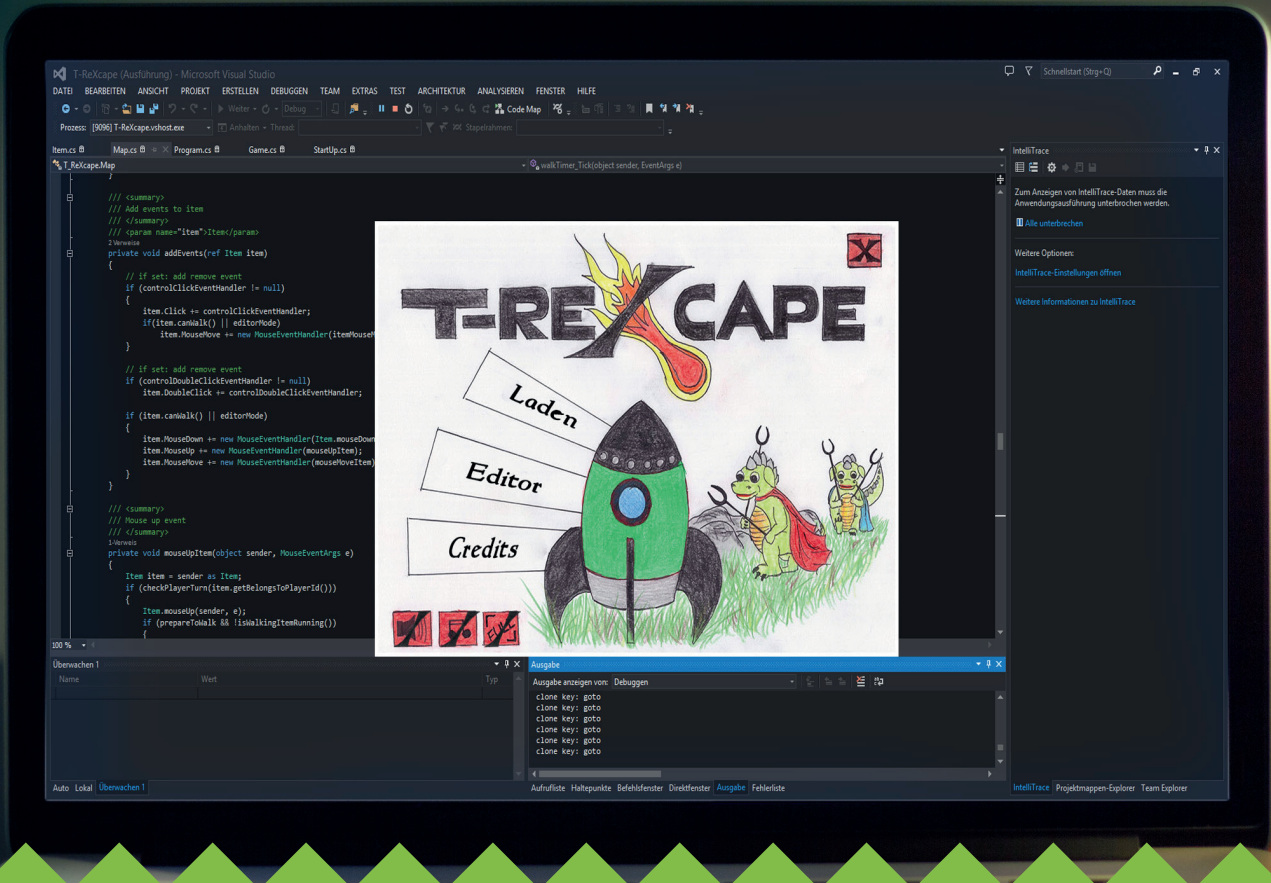 T-ReXcape (Ausführung) - Microsoft Visual Studio
Schnellstart (Strg+Q)
DATEI BEARBEITEN ANSICHT PROJEKT ERSTELLEN DEBUGGEN TEAM EXTRAS TEST ARCHITEKTUR ANALYSIEREN FENSTER HILFE
Weiter Debug Code Map
Prozess: [9096] T-ReXcape.vshost.exe Anhalten Thread: Stapelrahmen:
Item.cs Map.cs Program.cs Game.cs StartUp.cs
T_ReXcape.Map walkTimer_Tick(object sender, EventArgs e)
}
/// <summary>
/// Add events to item
/// </summary>
/// <param name="item">Item</param>
2 Verweise
private void addEvents(ref Item item)
{
// if set: add remove event
if (controlClickEventHandler != null)
{
item.Click += controlClickEventHandler;
if(item.canWalk() || editorMode)
item.MouseMove += new MouseEventHandler(itemMouseM
}
// if set: add remove event
if (controlDoubleClickEventHandler != null)
item.DoubleClick += controlDoubleClickEventHandler;
if (item.canWalk() || editorMode)
{
item.MouseDown += new MouseEventHandler(Item.mouseDown
item.MouseUp += new MouseEventHandler(mouseUpItem);
item.MouseMove += new MouseEventHandler(mouseMoveItem)
}
}
/// <summary>
/// Mouse up event
/// </summary>
1-Verweis
private void mouseUpItem(object sender, MouseEventArgs e)
{
Item item = sender as Item;
if (checkPlayerTurn(item.getBelongsToPlayerId()))
{
Item.mouseUp(sender, e);
if (prepareToWalk && !isWalkingItemRunning())
{
100 %
X
T-REXCAPE
Laden
Editor
Credits
FULL
IntelliTrace
Zum Anzeigen von IntelliTrace-Daten muss die
Anwendungsausführung unterbrochen werden.
Alle unterbrechen
Weitere Optionen:
IntelliTrace-Einstellungen öffnen
Weitere Informationen zu IntelliTrace
Überwachen 1
Name Wert Typ
Auto Lokal Überwachen 1
Ausgabe
Ausgabe anzeigen von: Debuggen
clone key: goto
clone key: goto
clone key: goto
clone key: goto
clone key: goto
clone key: goto
Aufrufliste Haltepunkte Befehlsfenster Direktfenster Ausgabe Fehlerliste
IntelliTrace Projektmappen-Explorer Team Explorer